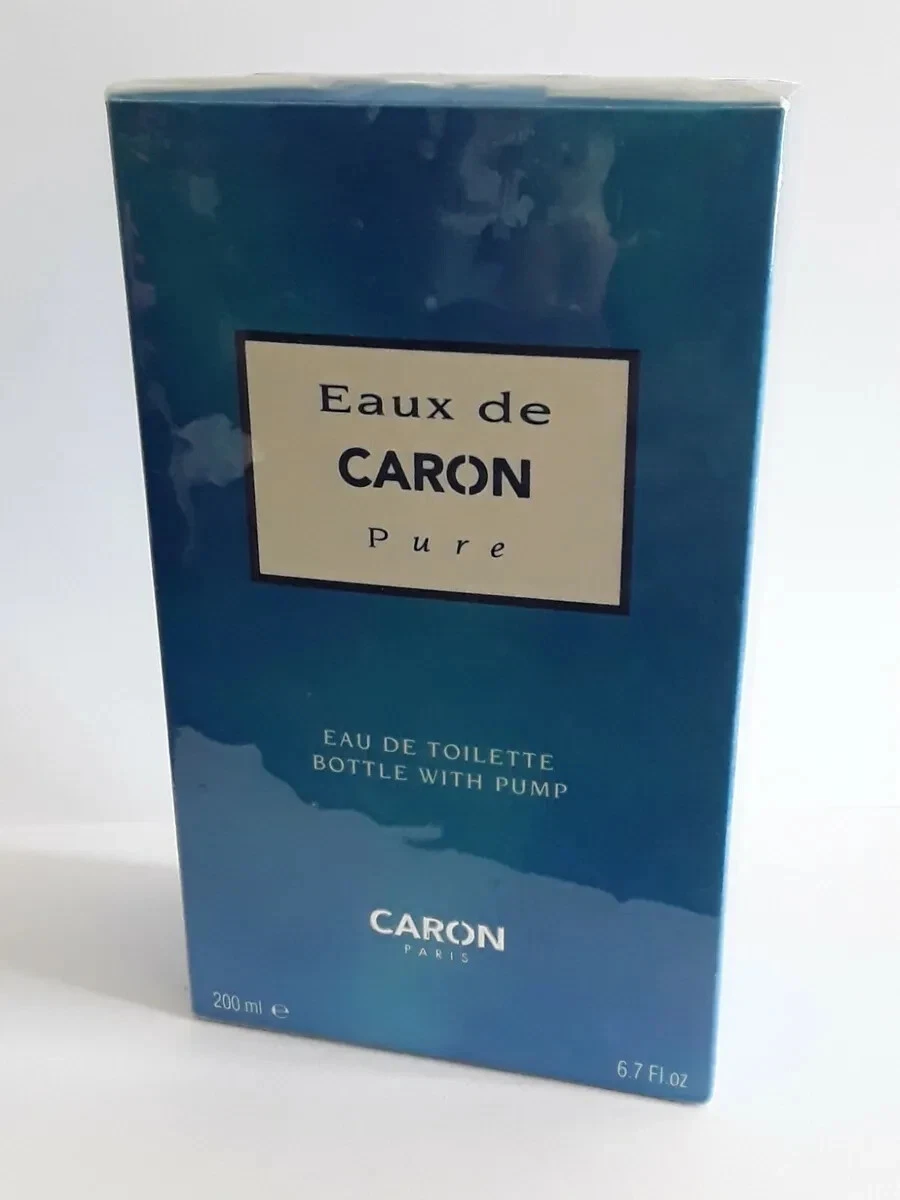 Eaux de
CARON
Pure
EAU DE TOILETTE
BOTTLE WITH PUMP
CARON
PARIS
200 ml ℮
6.7 Fl.oz